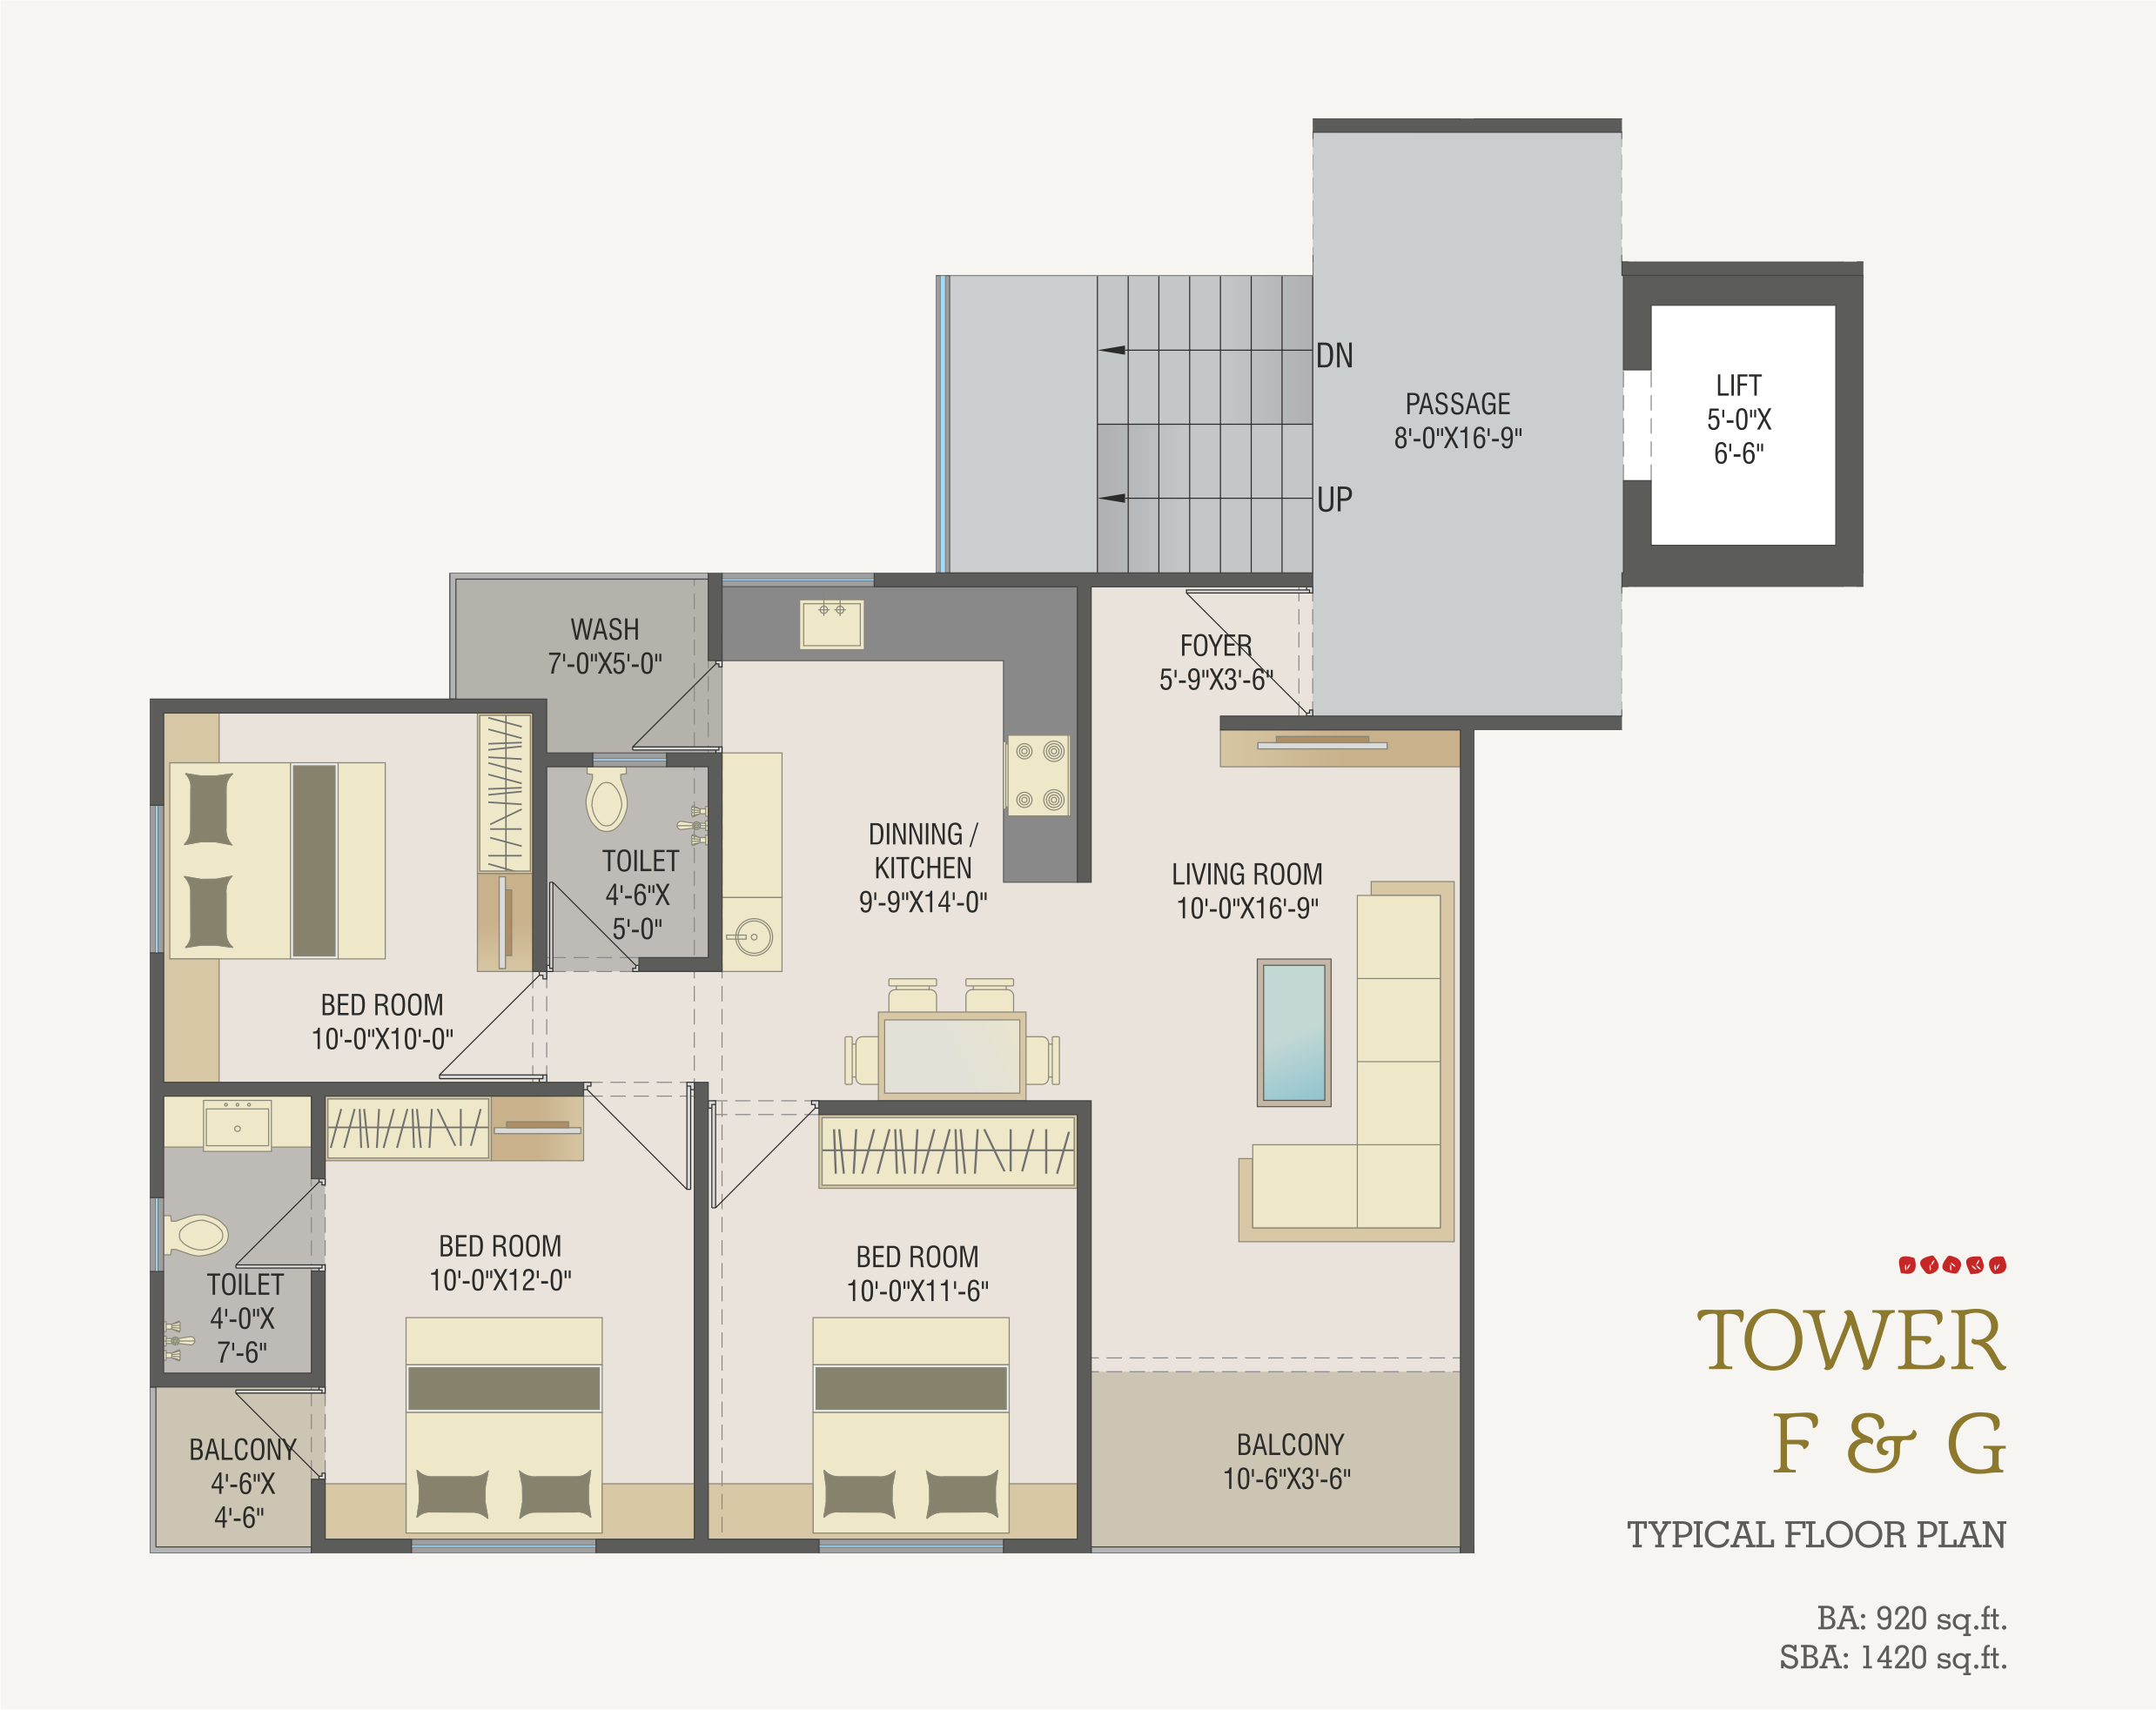 DN
PASSAGE
8'-0"X16'-9"
UP
LIFT
5'-0"X
6'-6"
WASH
7'-0"X5'-0"
FOYER
5'-9"X3'-6"
TOILET
4'-6"X
5'-0"
DINNING /
KITCHEN
9'-9"X14'-0"
LIVING ROOM
10'-0"X16'-9"
BED ROOM
10'-0"X10'-0"
BED ROOM
10'-0"X12'-0"
BED ROOM
10'-0"X11'-6"
TOILET
4'-0"X
7'-6"
BALCONY
4'-6"X
4'-6"
BALCONY
10'-6"X3'-6"
TOWER
F & G
TYPICAL FLOOR PLAN
BA: 920 sq.ft.
SBA: 1420 sq.ft.